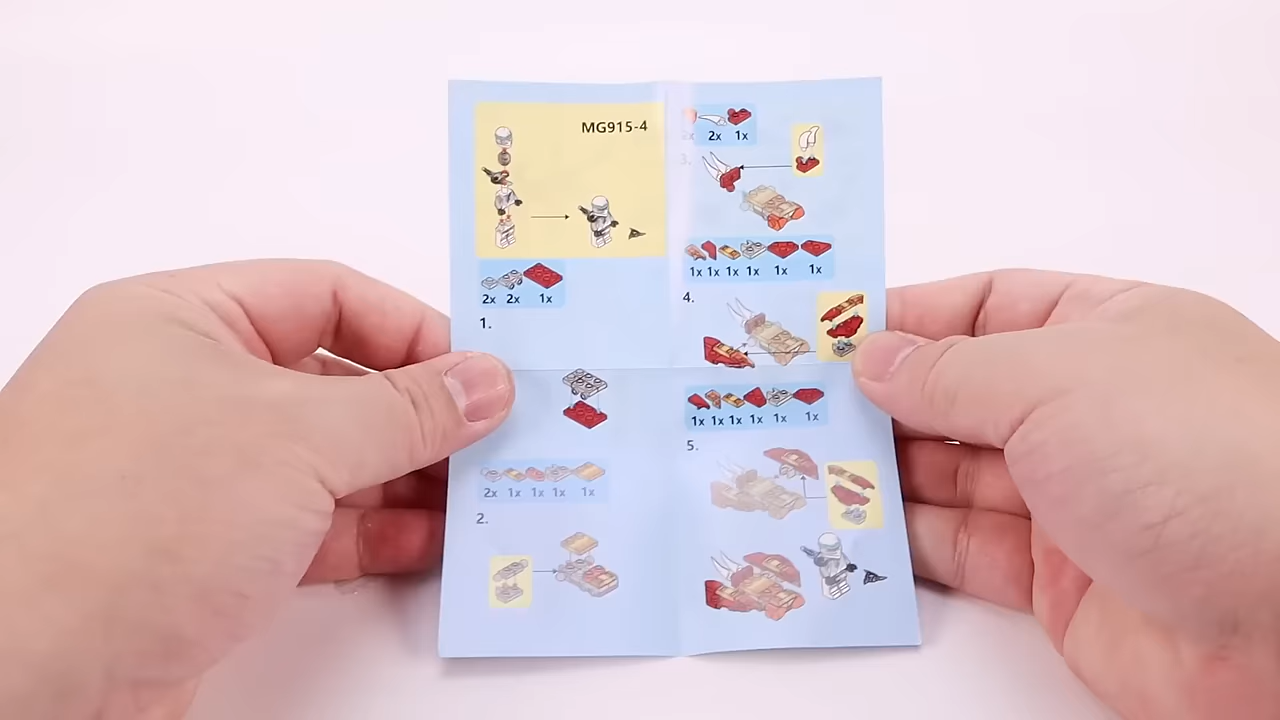 MG915-4
2x 2x 1x
1.
2x 1x 1x 1x 1x
2.
2x 2x 1x
3.
1x 1x 1x 1x 1x 1x
4.
1x 1x 1x 1x 1x 1x
5.